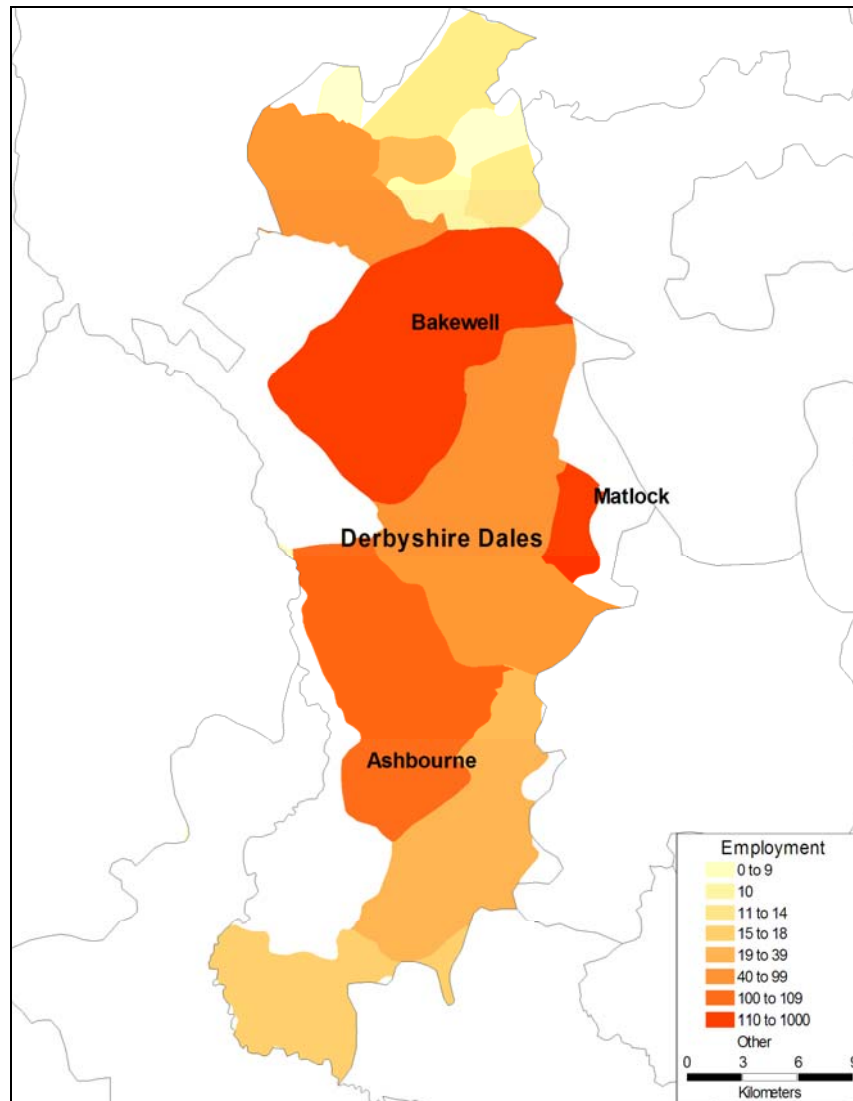 Bakewell
Matlock
Derbyshire Dales
Ashbourne
Employment
0 to 9
10
11 to 14
15 to 18
19 to 39
40 to 99
100 to 109
110 to 1000
Other
0 3 6 9
Kilometers